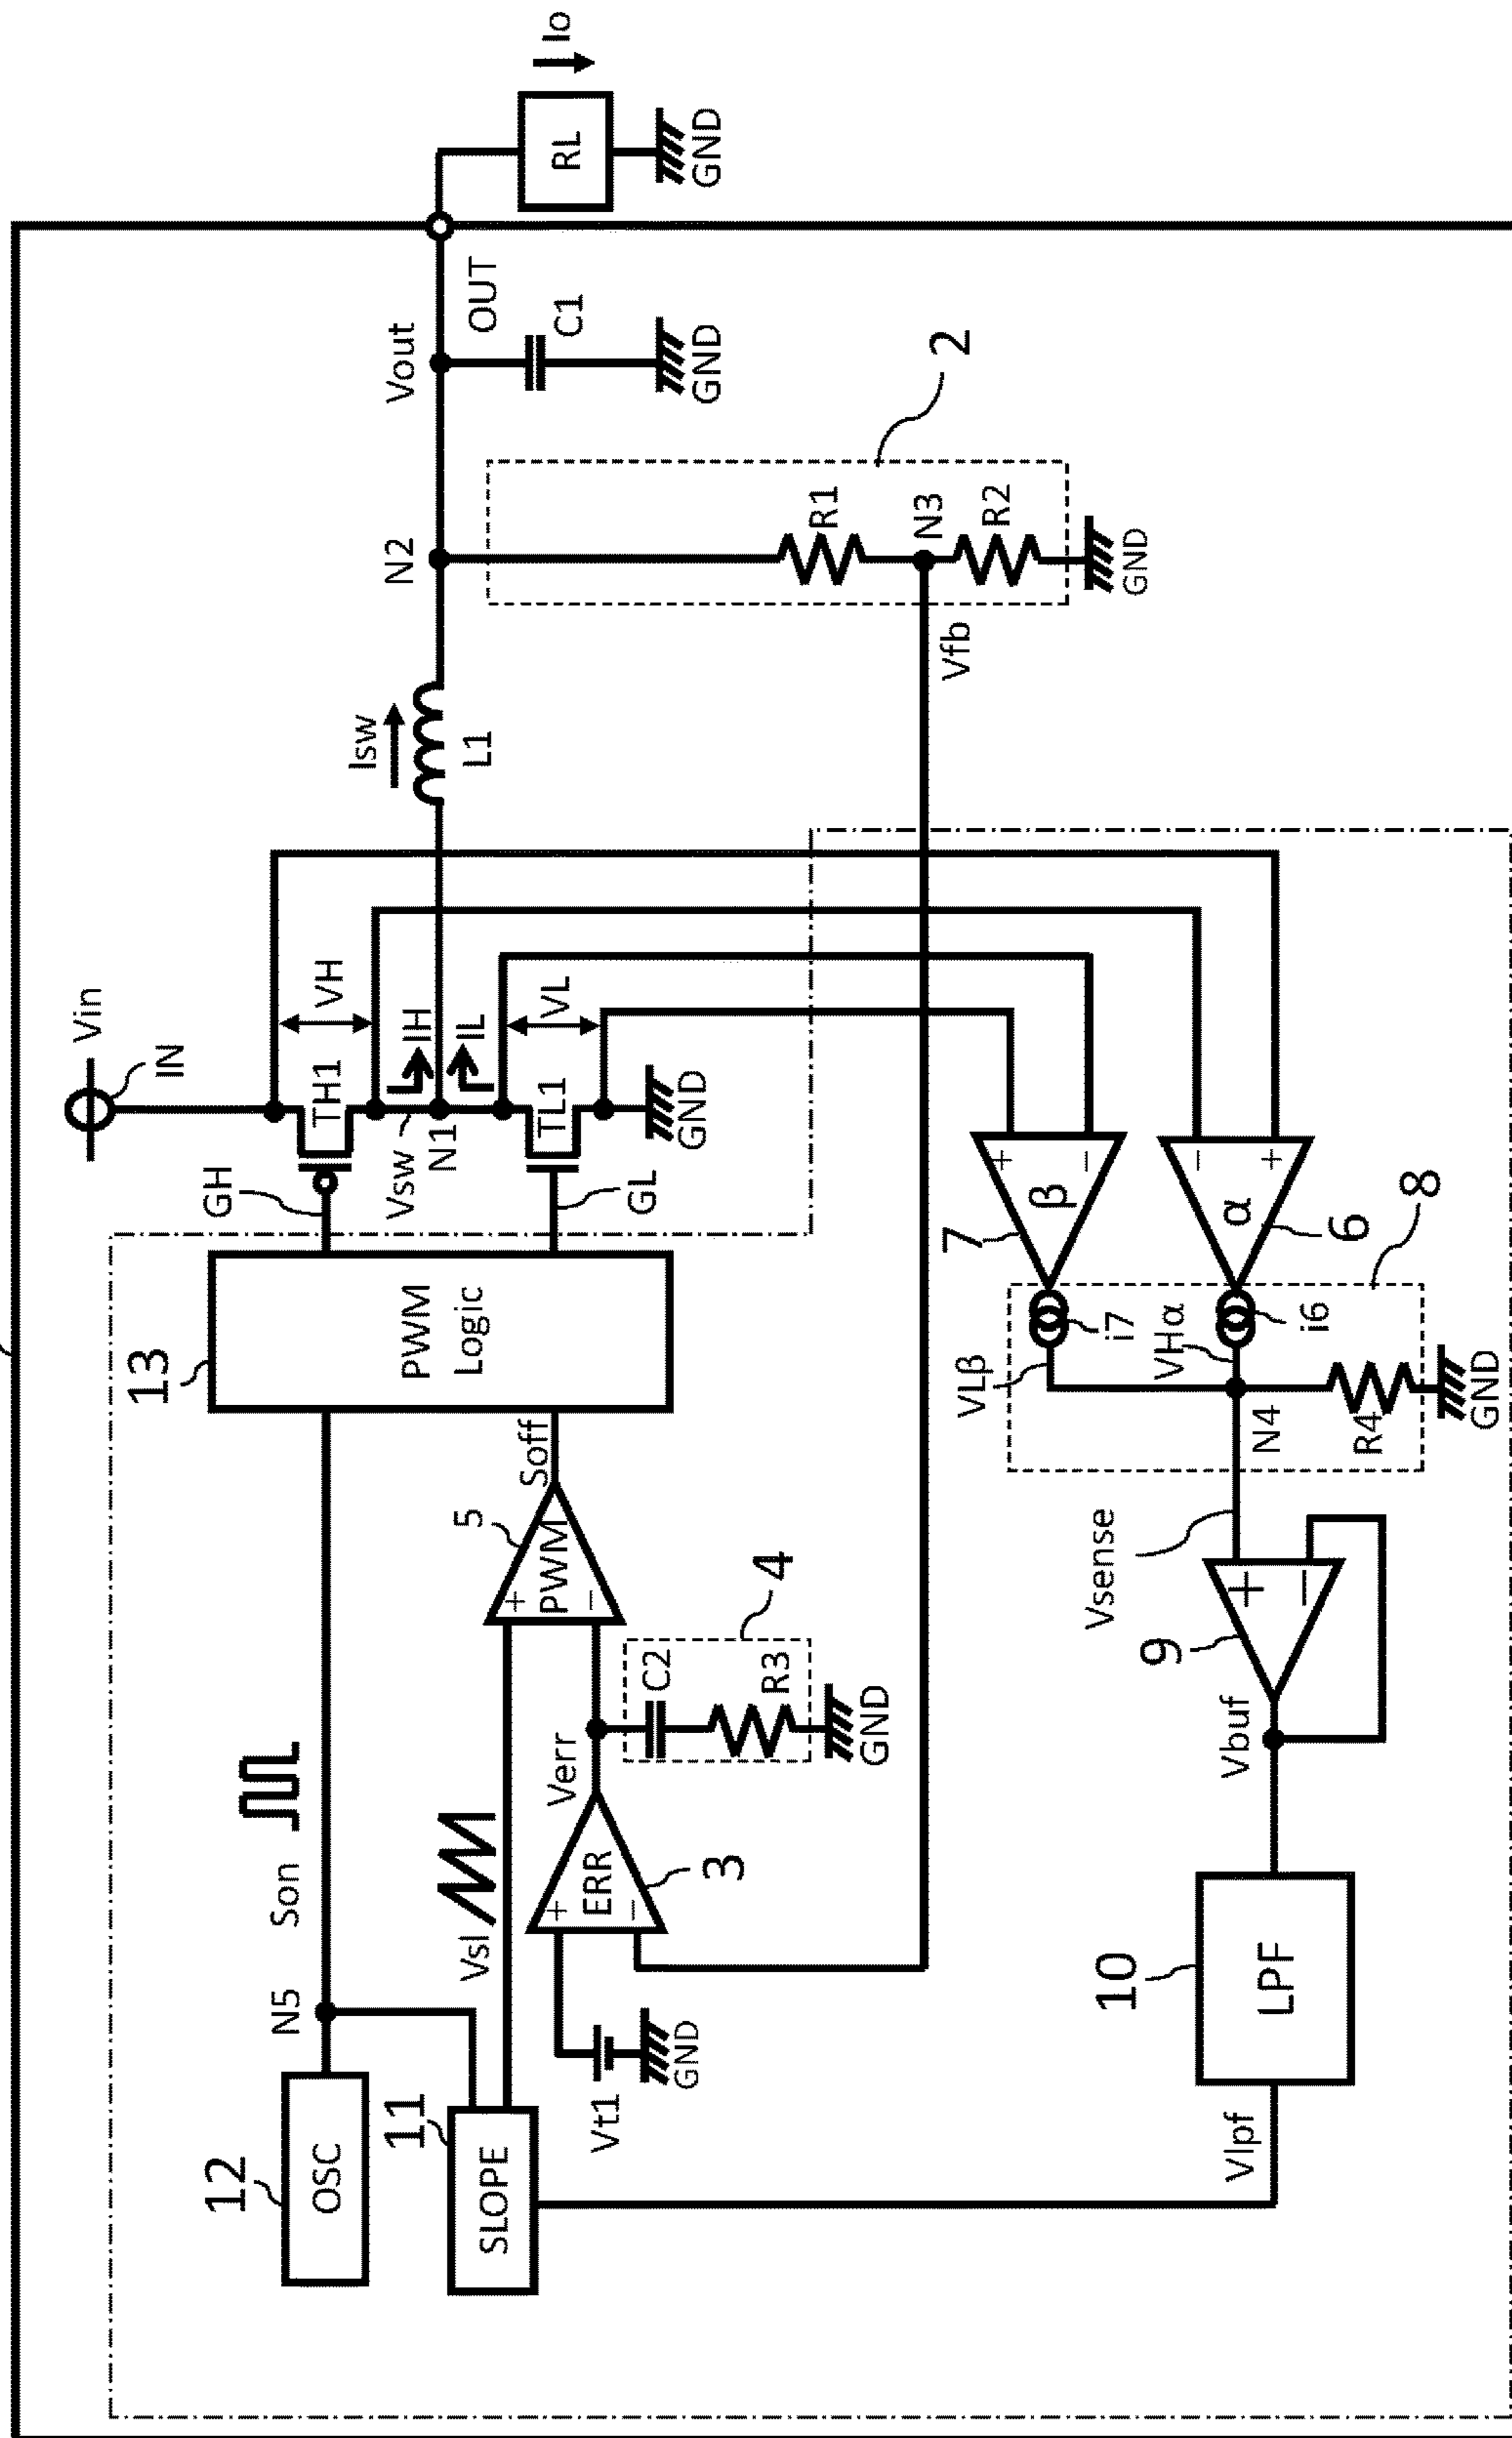 Vin
IN
GH
TH1
VH
IH
Vsw
N1
IL
VL
TL1
GL
GND
13
PWM
Logic
Isw
L1
N2
Vout
OUT
C1
GND
RL
Io
GND
2
R1
N3
R2
GND
Vfb
12
OSC
N5
Son
11
SLOPE
Vsl
Vt1
GND
+
ERR
−
3
Verr
4
C2
R3
GND
5
+
PWM
−
Soff
7
+
β
−
−
α
+
6
8
i7
i6
VLβ
VHα
N4
R4
GND
Vsense
9
+
−
Vbuf
10
LPF
Vlpf